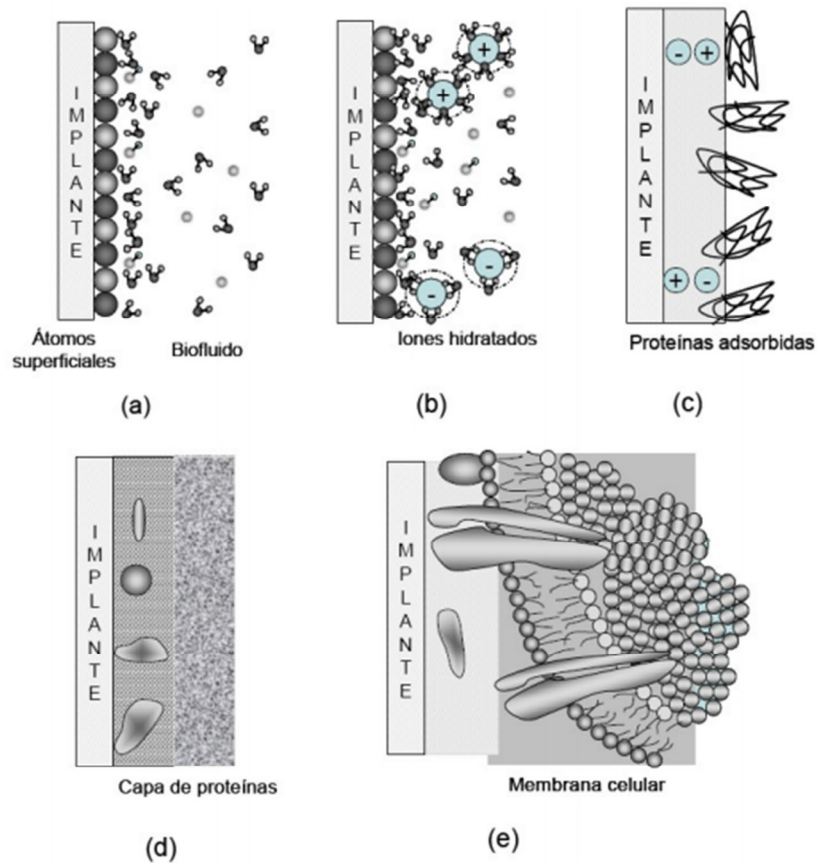 IMPLANTE
Átomos
superficiales
Biofluido
(a)
IMPLANTE
+
+
-
-
Iones hidratados
(b)
IMPLANTE
- +
+ -
Proteínas adsorbidas
(c)
IMPLANTE
Capa de proteínas
(d)
IMPLANTE
Membrana celular
(e)